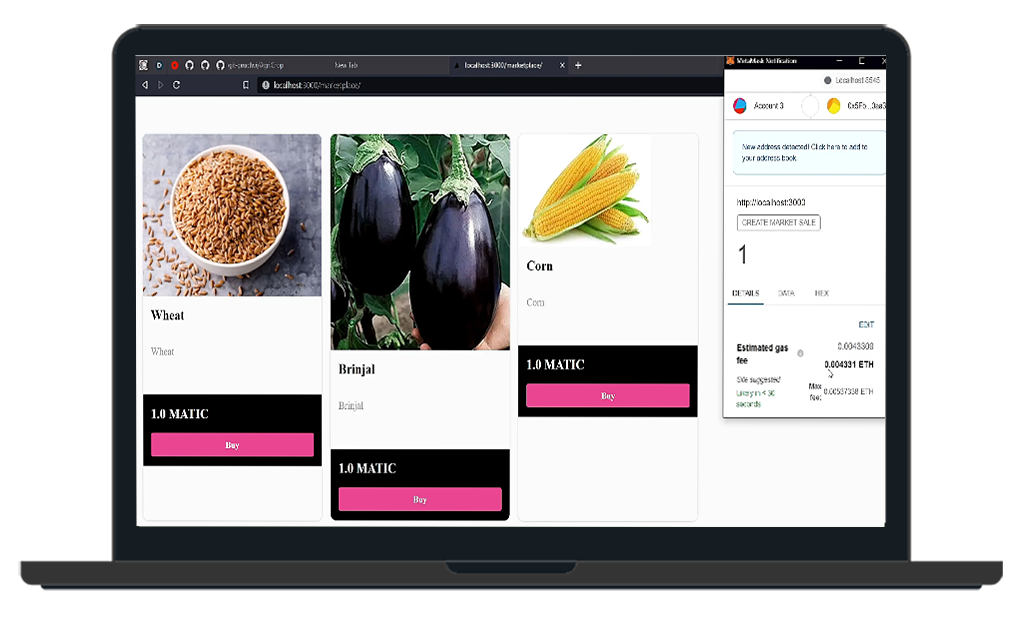 New Tab
localhost:3000/marketplace/
localhost:3000/marketplace/
Wheat
Wheat
1.0 MATIC
Buy
Brinjal
Brinjal
1.0 MATIC
Buy
Corn
Corn
1.0 MATIC
Buy
MetaMask Notification
Localhost 8545
Account 3
0x5Fb...3aa3
New address detected! Click here to add to
your address book.
http://localhost:3000
CREATE MARKET SALE
1
DETAILS DATA HEX
EDIT
Estimated gas
fee
0.0043309
0.004331 ETH
Site suggested
Likely in < 30
seconds
Max
fee:
0.00537338 ETH